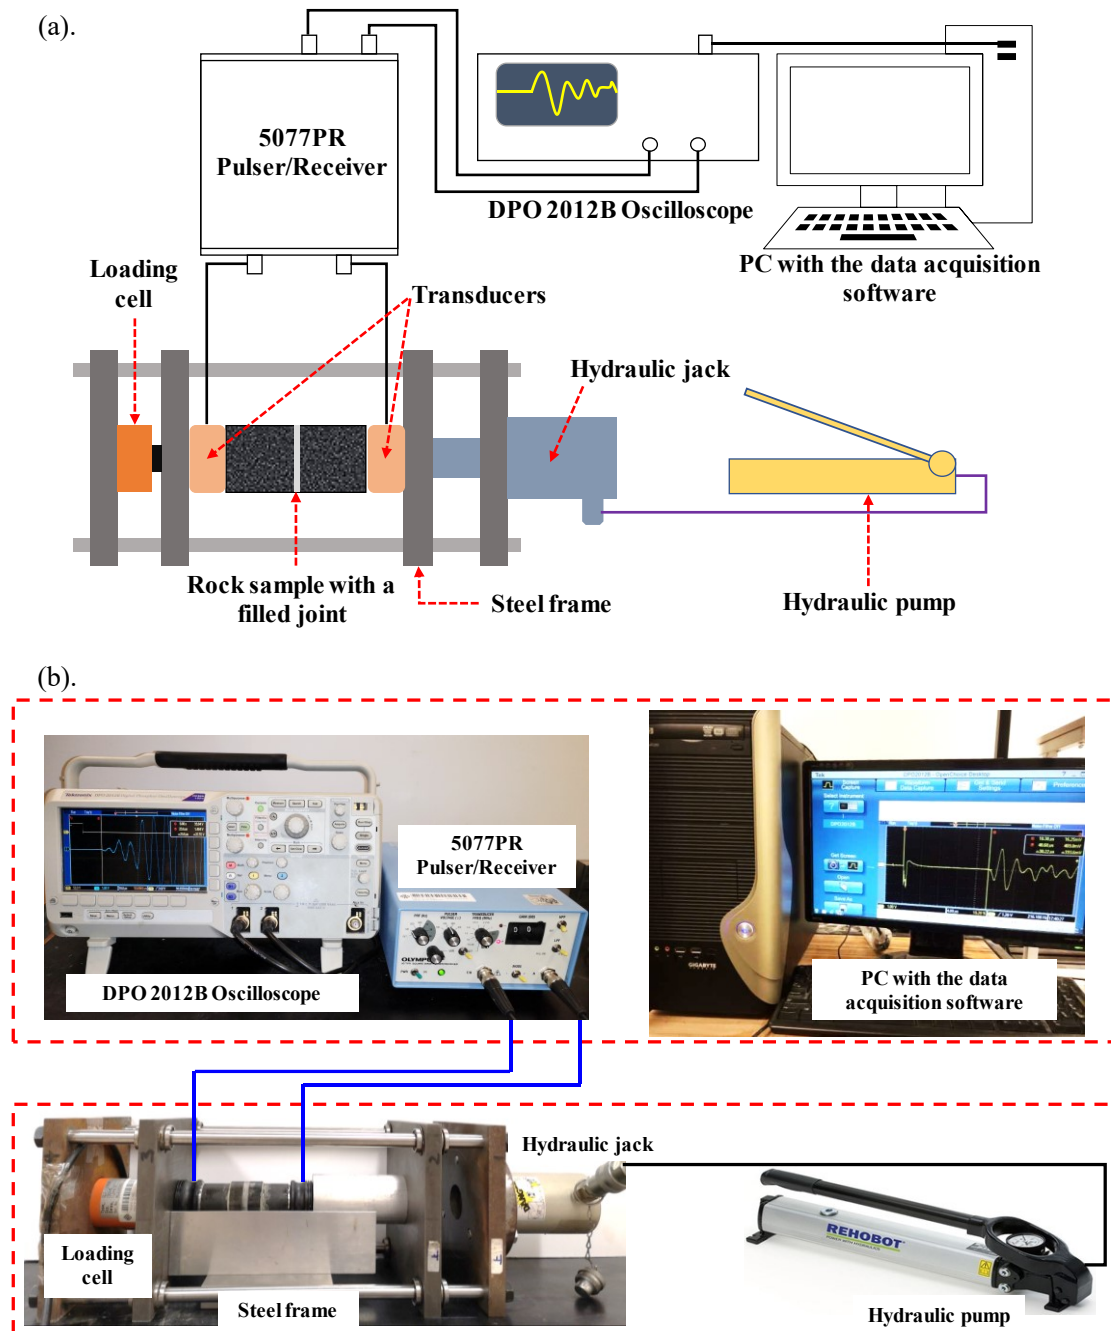 (a).
5077PR
Pulser/Receiver
DPO 2012B Oscilloscope
PC with the data acquisition
software
Loading
cell
Transducers
Hydraulic jack
Rock sample with a
filled joint
Steel frame
Hydraulic pump
(b).
5077PR
Pulser/Receiver
DPO 2012B Oscilloscope
OLYMP
GIGABYTE
PC with the data
acquisition software
Hydraulic jack
Loading
cell
Steel frame
REHOBOT
Hydraulic pump